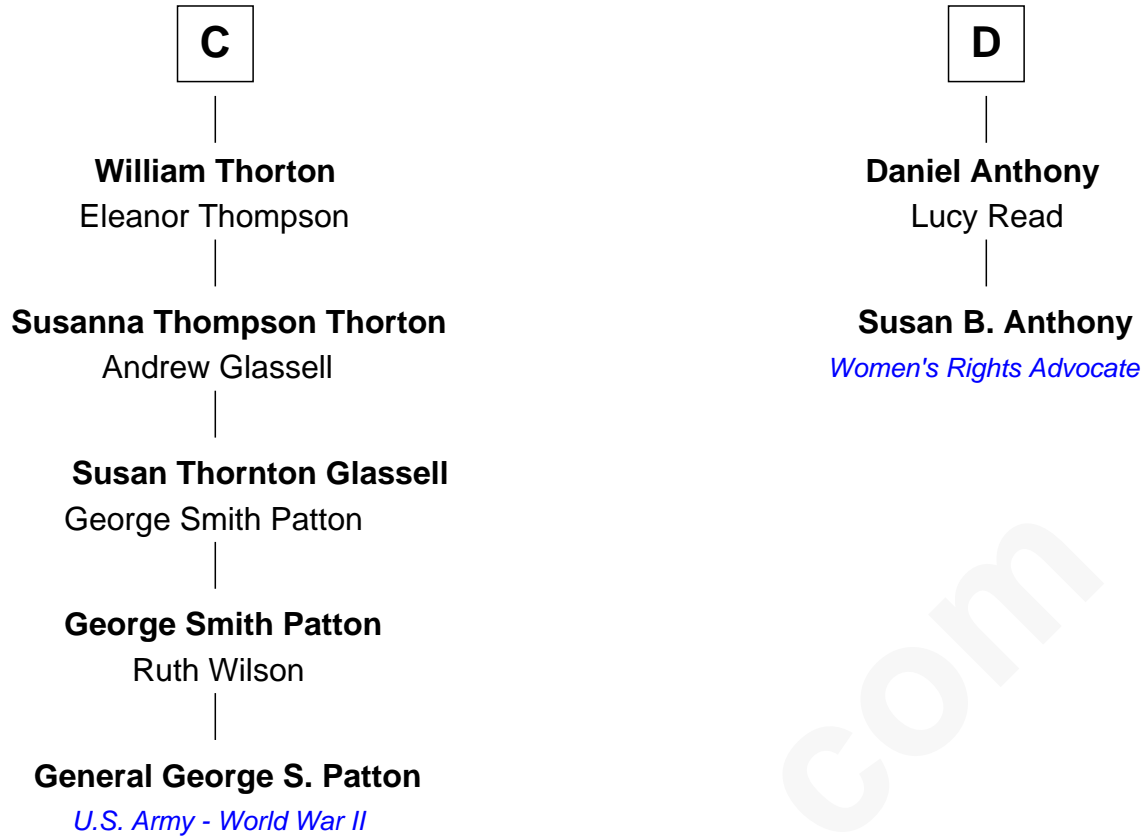 C
William Thorton
Eleanor Thompson
Susanna Thompson Thorton
Andrew Glassell
Susan Thornton Glassell
George Smith Patton
George Smith Patton
Ruth Wilson
General George S. Patton
U.S. Army - World War II
D
Daniel Anthony
Lucy Read
Susan B. Anthony
Women's Rights Advocate
com